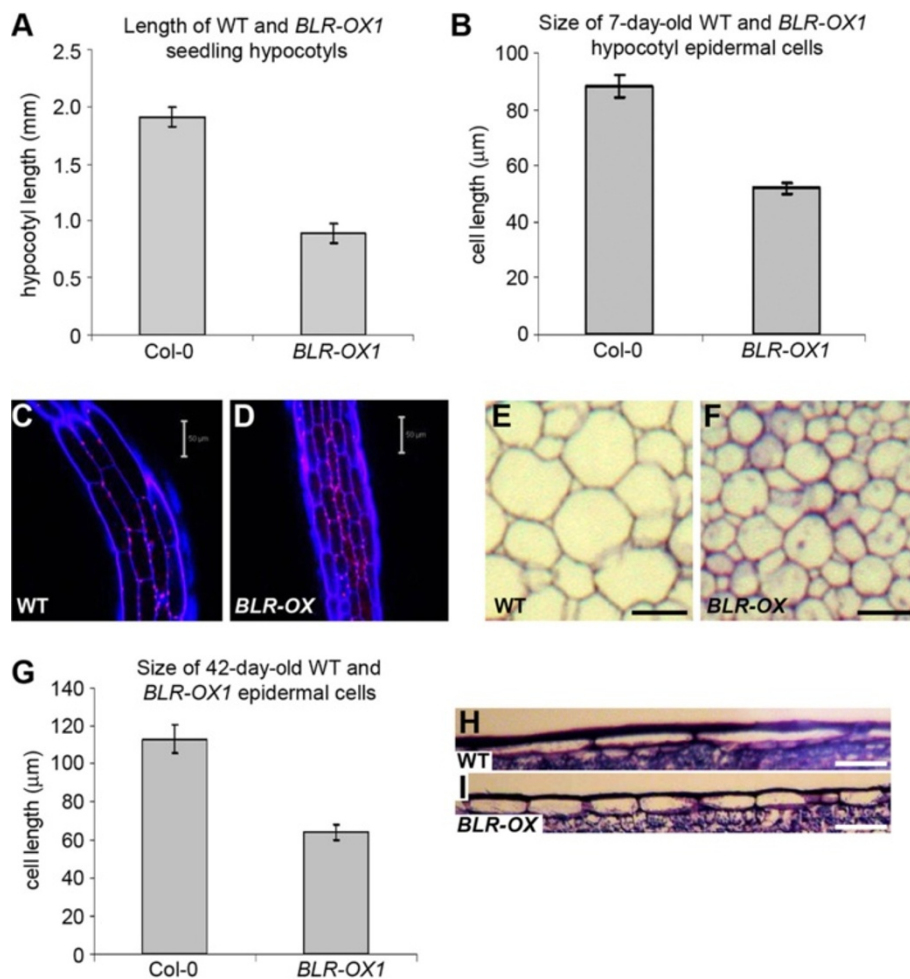 A
Length of WT and BLR-OX1
seedling hypocotyls
hypocotyl length (mm)
2.5
2.0
1.5
1.0
0.5
0
Col-0
BLR-OX1
B
Size of 7-day-old WT and BLR-OX1
hypocotyl epidermal cells
cell length (μm)
100
80
60
40
20
0
Col-0
BLR-OX1
C
50 μm
WT
D
50 μm
BLR-OX
E
WT
F
BLR-OX
G
Size of 42-day-old WT and
BLR-OX1 epidermal cells
cell length (μm)
140
120
100
80
60
40
20
0
Col-0
BLR-OX1
H
WT
I
BLR-OX